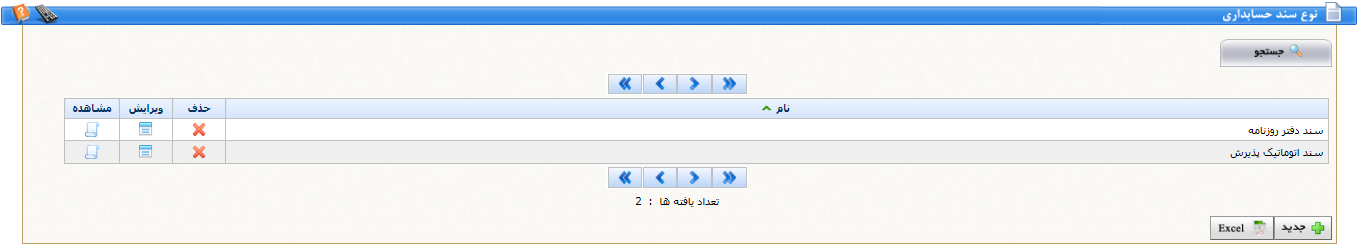 نوع سند حسابداری
جستجو
نام حذف ویرایش مشاهده
سند دفتر روزنامه
سند اتوماتیک پذیرش
تعداد یافته ها : 2
جدید Excel